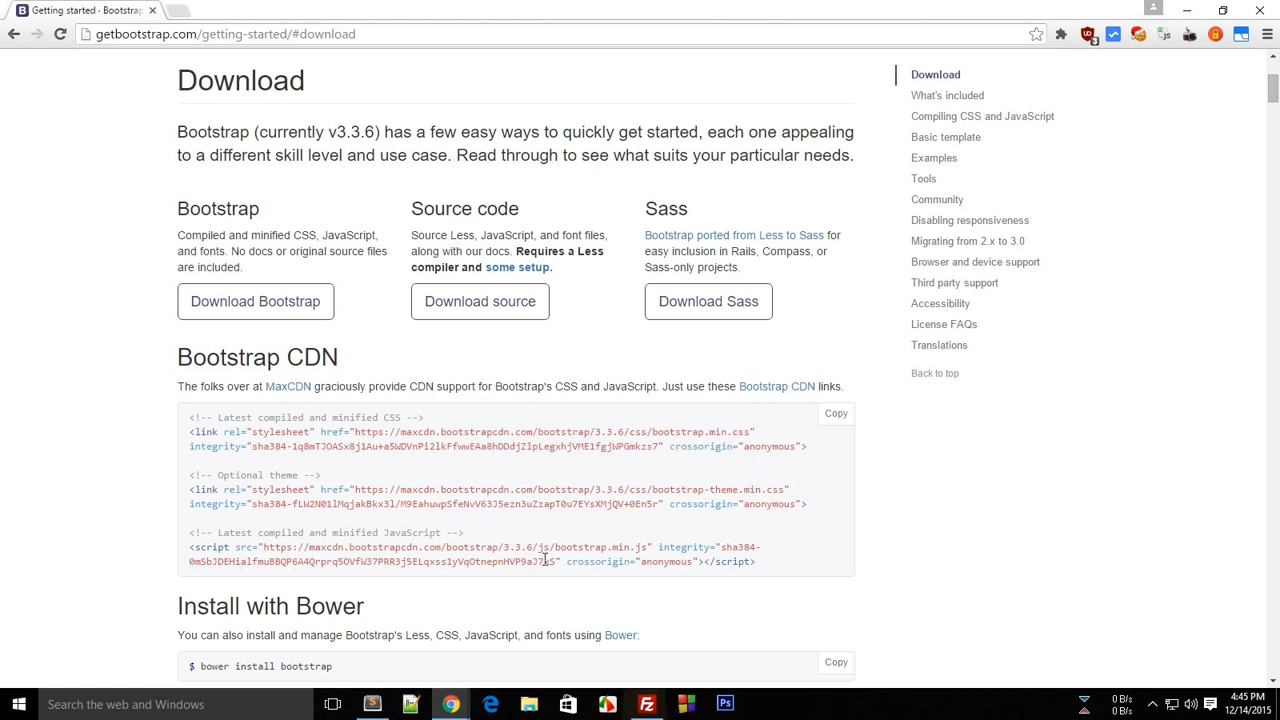 Getting started · Bootstrap
getbootstrap.com/getting-started/#download
Download
Bootstrap (currently v3.3.6) has a few easy ways to quickly get started, each one appealing
to a different skill level and use case. Read through to see what suits your particular needs.
Bootstrap
Compiled and minified CSS, JavaScript,
and fonts. No docs or original source files
are included.
Download Bootstrap
Source code
Source Less, JavaScript, and font files,
along with our docs. Requires a Less
compiler and some setup.
Download source
Sass
Bootstrap ported from Less to Sass for
easy inclusion in Rails, Compass, or
Sass-only projects.
Download Sass
Bootstrap CDN
The folks over at MaxCDN graciously provide CDN support for Bootstrap's CSS and JavaScript. Just use these Bootstrap CDN links.
Copy
<!-- Latest compiled and minified CSS -->
<link rel="stylesheet" href="https://maxcdn.bootstrapcdn.com/bootstrap/3.3.6/css/bootstrap.min.css"
integrity="sha384-1q8mTJOASx8j1Au+a5WDVnPi2lkFfwwEAa8hDDdjZlpLegxhjVME1fgjWPGmkzs7" crossorigin="anonymous">
<!-- Optional theme -->
<link rel="stylesheet" href="https://maxcdn.bootstrapcdn.com/bootstrap/3.3.6/css/bootstrap-theme.min.css"
integrity="sha384-fLW2N01lMqjakBkx3l/M9EahuwpSfeNvV63J5ezn3uZzapT0u7EYsXMjQV+0En5r" crossorigin="anonymous">
<!-- Latest compiled and minified JavaScript -->
<script src="https://maxcdn.bootstrapcdn.com/bootstrap/3.3.6/js/bootstrap.min.js" integrity="sha384-
crossorigin="anonymous"></script>
Install with Bower
You can also install and manage Bootstrap's Less, CSS, JavaScript, and fonts using Bower:
Copy
$ bower install bootstrap
Download
What's included
Compiling CSS and JavaScript
Basic template
Examples
Tools
Community
Disabling responsiveness
Migrating from 2.x to 3.0
Browser and device support
Third party support
Accessibility
License FAQs
Translations
Back to top
Search the web and Windows
Ps
0 B/s
0 B/s
4:45 PM
12/14/2015